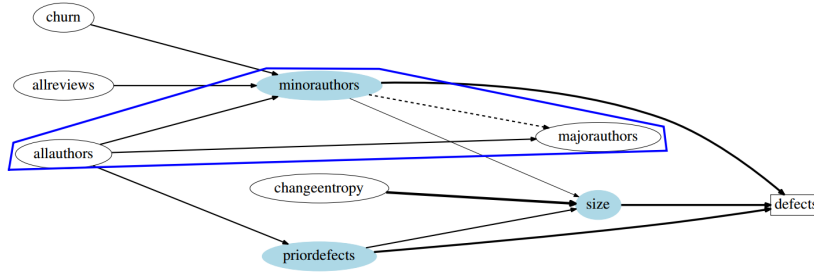 churn
allreviews
minorauthors
majorauthors
allauthors
changeentropy
size
defects
priordefects